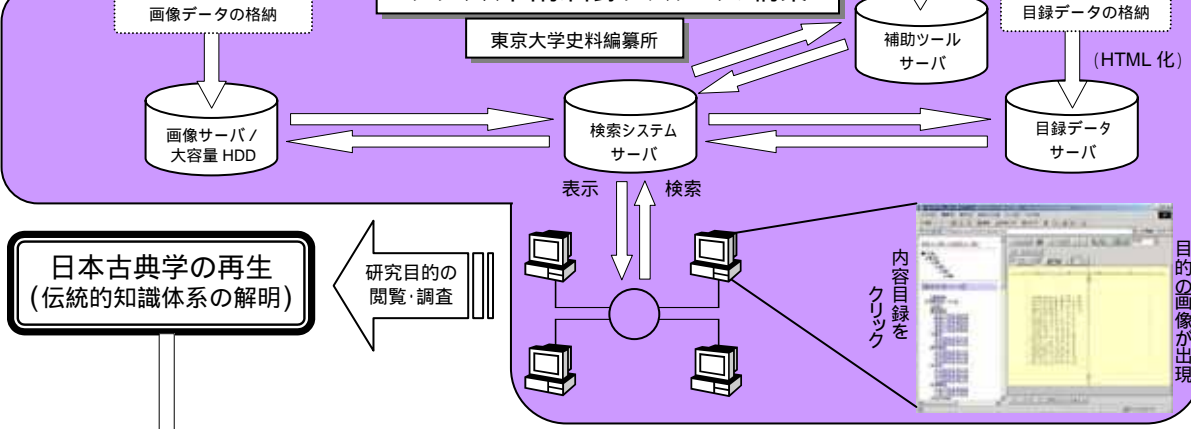 画像データの格納
目録データの格納
東京大学史料編纂所
補助ツール
サーバ
(HTML 化)
画像サーバ /
大容量 HDD
検索システム
サーバ
目録データ
サーバ
表示
検索
日本古典学の再生
(伝統的知識体系の解明)
研究目的の
閲覧・調査
内容目録を
クリック
目的の画像が出現